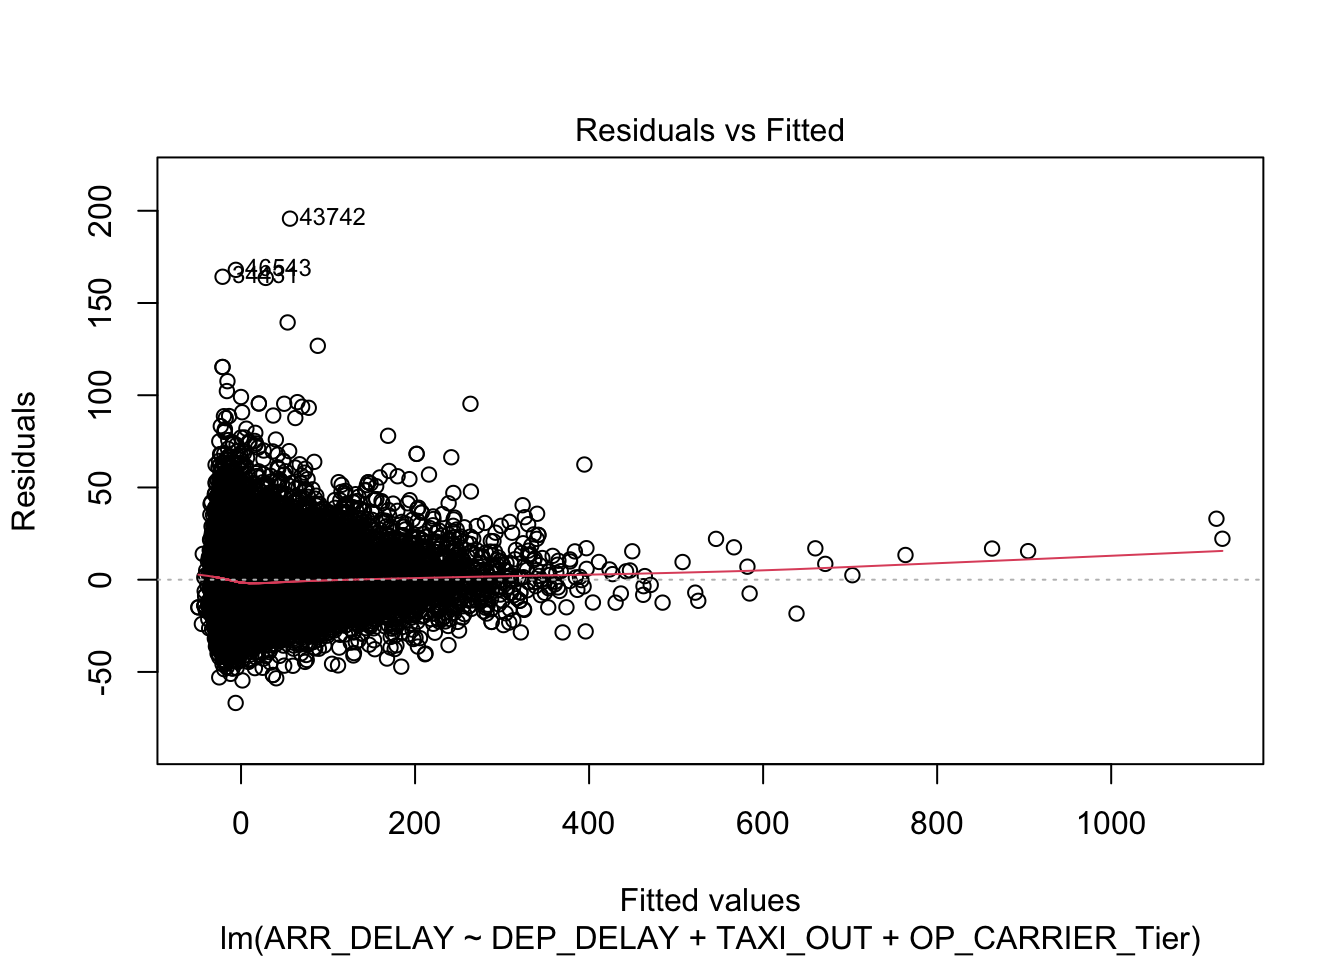 Residuals vs Fitted
Residuals
200
150
100
50
0
-50
43742
46543
34431
0 200 400 600 800 1000
Fitted values
lm(ARR_DELAY ~ DEP_DELAY + TAXI_OUT + OP_CARRIER_Tier)